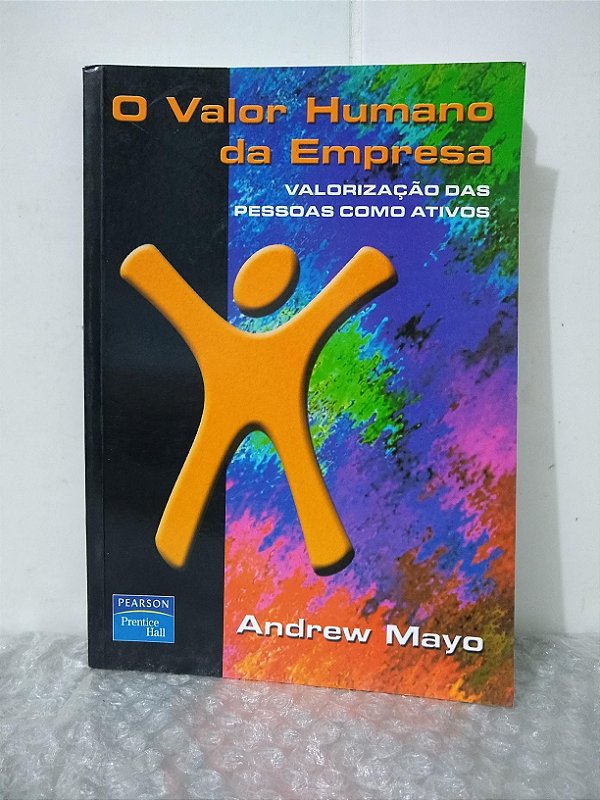 O Valor Humano
da Empresa
VALORIZAÇÃO DAS
PESSOAS COMO ATIVOS
Andrew Mayo
PEARSON
Prentice
Hall